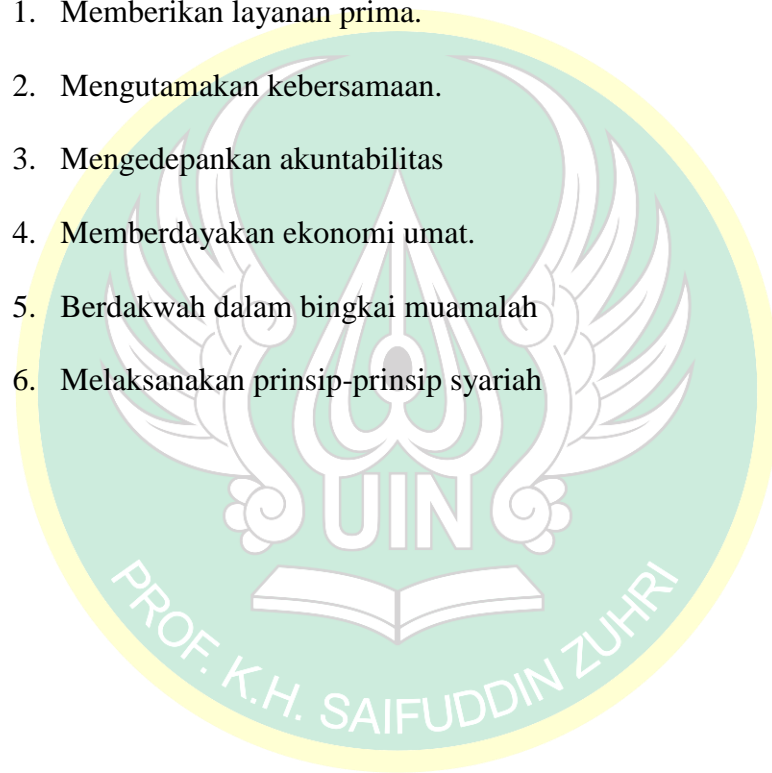 1. Memberikan layanan prima.
2. Mengutamakan kebersamaan.
3. Mengedepankan akuntabilitas
4. Memberdayakan ekonomi umat.
5. Berdakwah dalam bingkai muamalah
6. Melaksanakan prinsip-prinsip syariah
UIN
PROF. K.H. SAIFUDDIN ZUHRI